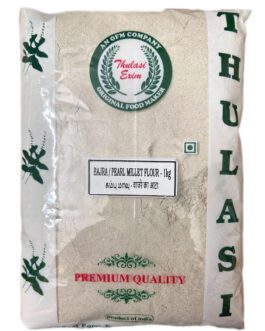 AN OFM COMPANY
Thulasi
Exim
ORIGINAL FOOD MAKER
THULASI
BAJRA / PEARL MILLET FLOUR - 1kg
கம்பு மாவு - बाजरे का आटा
PREMIUM QUALITY
Product of India